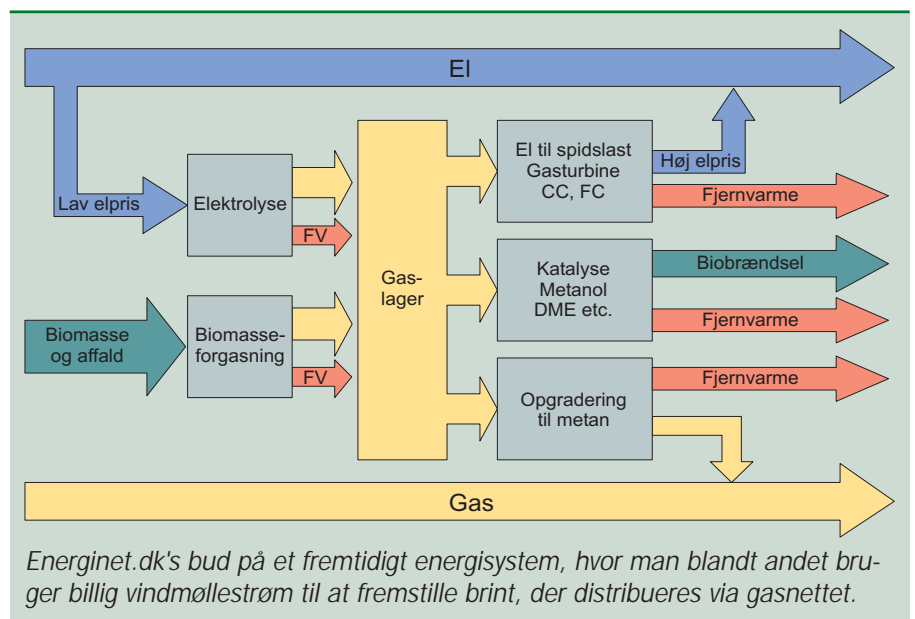 El
Lav elpris
Elektrolyse
FV
Biomasse
og affald
Biomasse-
forgasning
FV
Gas-
lager
El til spidslast
Gasturbine
CC, FC
Høj elpris
Fjernvarme
Katalyse
Metanol
DME etc.
Biobrændsel
Fjernvarme
Opgradering
til metan
Fjernvarme
Gas
Energinet.dk's bud på et fremtidigt energisystem, hvor man blandt andet bru-
ger billig vindmøllestrøm til at fremstille brint, der distribueres via gasnettet.